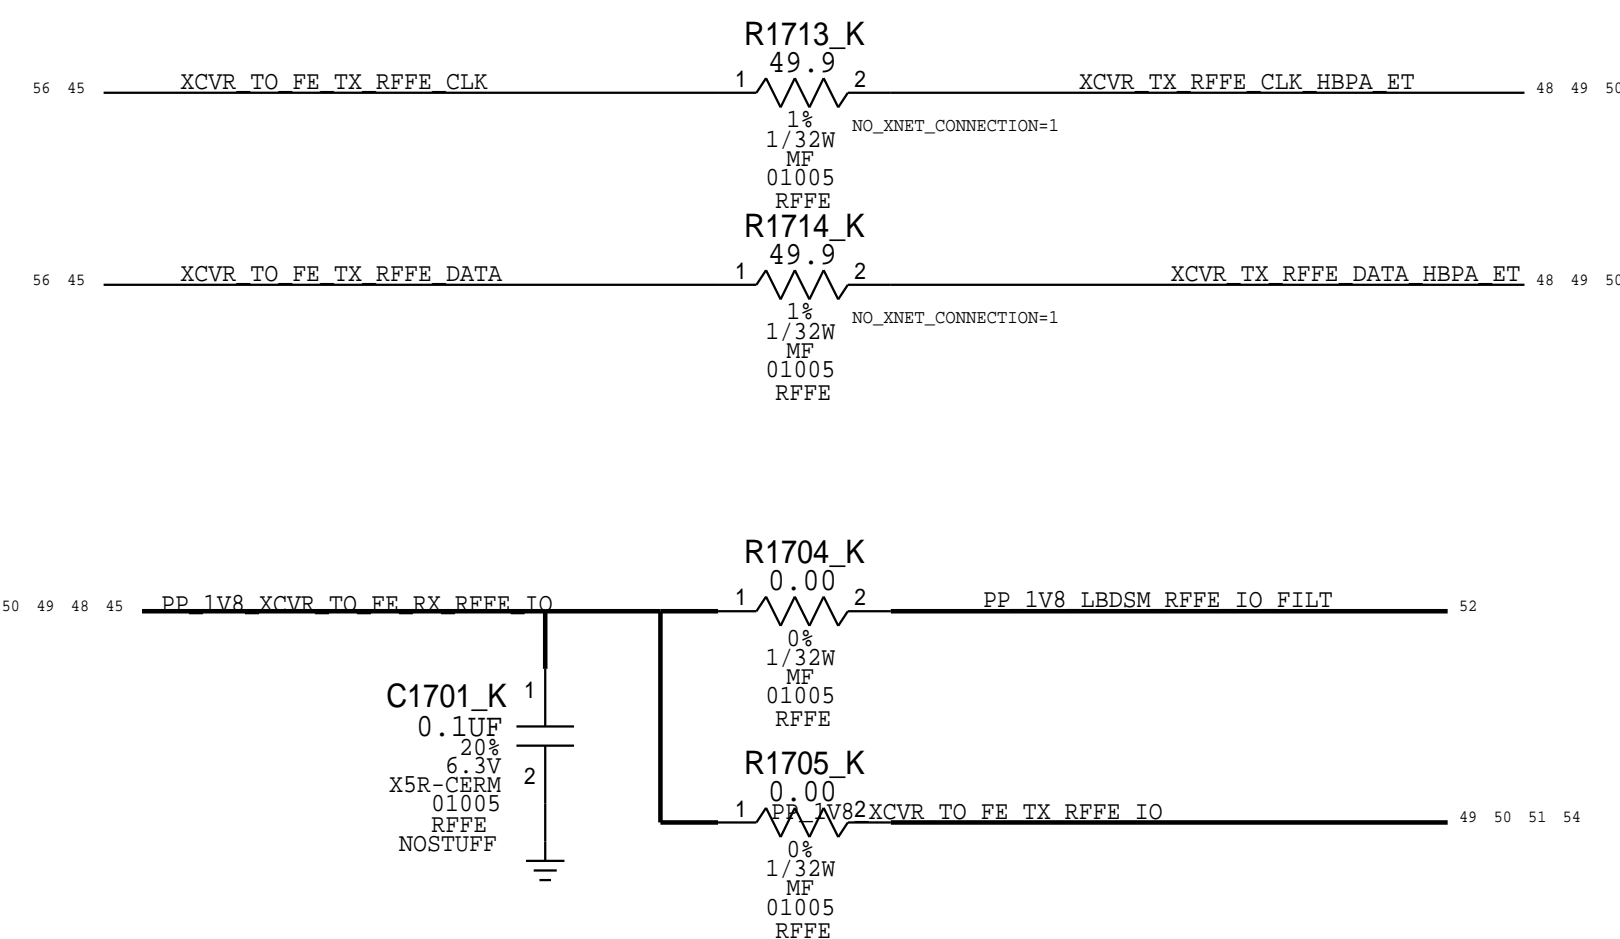 R1713_K
49.9
56 45 XCVR_TO_FE_TX_RFFE_CLK 1 2 XCVR_TX_RFFE_CLK_HBPA_ET 48 49 50
1%
NO_XNET_CONNECTION=1
1/32W
MF
01005
RFFE
R1714_K
49.9
56 45 XCVR_TO_FE_TX_RFFE_DATA 1 2 XCVR_TX_RFFE_DATA_HBPA_ET 48 49 50
1%
NO_XNET_CONNECTION=1
1/32W
MF
01005
RFFE
R1704_K
0.00
50 49 48 45 PP_1V8_XCVR_TO_FE_RX_RFFE_IO 1 2 PP_1V8_LBDSM_RFFE_IO_FILT 52
0%
1/32W
MF
01005
RFFE
C1701_K 1
0.1UF
20%
6.3V
X5R-CERM 2
01005
RFFE
NOSTUFF
R1705_K
0.00
1 2 PP_1V8_XCVR_TO_FE_TX_RFFE_IO 49 50 51 54
0%
1/32W
MF
01005
RFFE